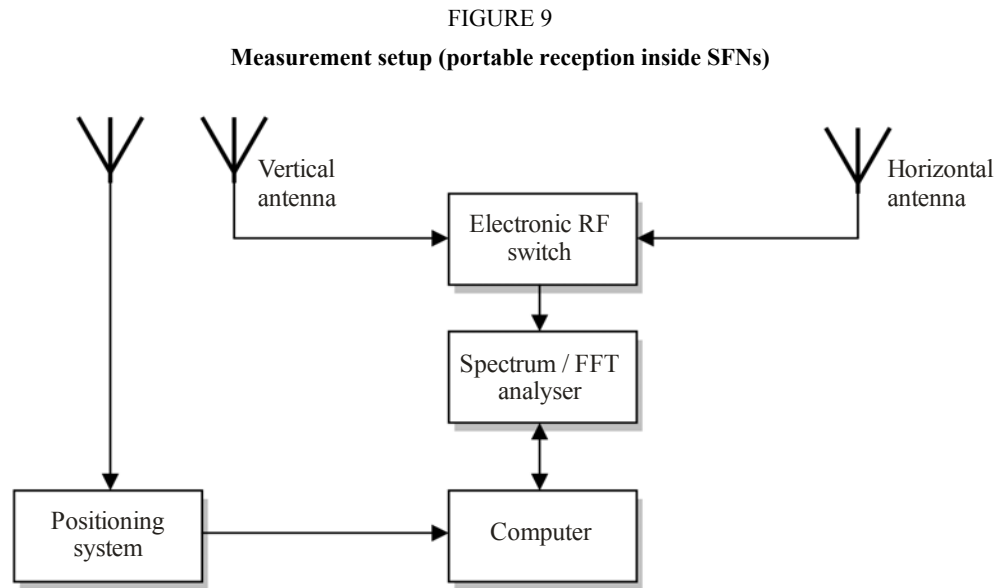 FIGURE 9
Measurement setup (portable reception inside SFNs)
Vertical
antenna
Horizontal
antenna
Electronic RF
switch
Spectrum / FFT
analyser
Positioning
system
Computer